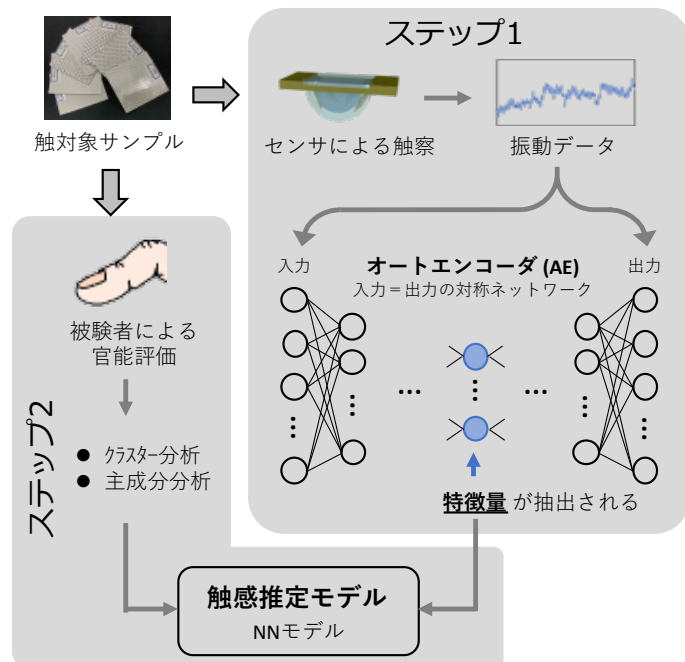 ステップ1
触対象サンプル
センサによる触察
振動データ
入力
オートエンコーダ (AE)
出力
入力＝出力の対称ネットワーク
被験者による
官能評価
ステップ2
● クラスター分析
● 主成分分析
特徴量 が抽出される
触感推定モデル
NNモデル